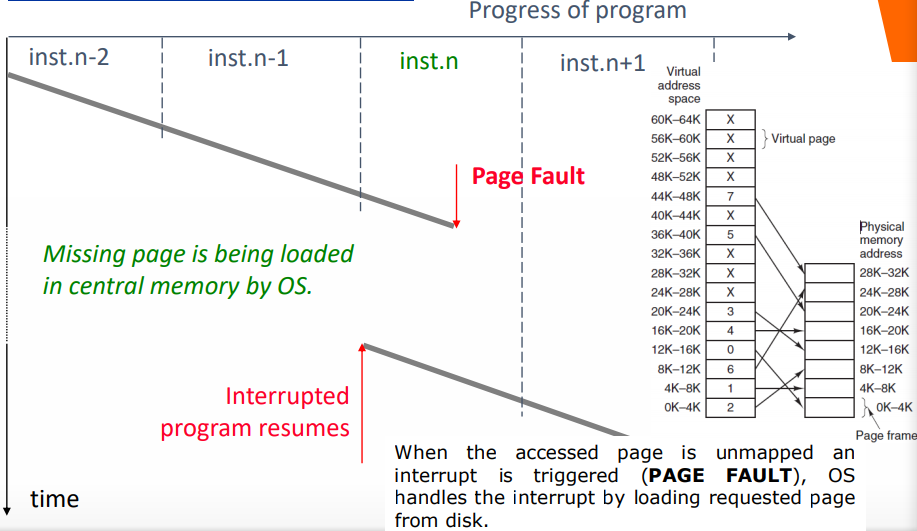 Progress of program
inst.n-2
inst.n-1
inst.n
inst.n+1
Page Fault
Missing page is being loaded
in central memory by OS.
Interrupted
program resumes
time
Virtual
address
space
60K–64K X
56K–60K X
Virtual page
52K–56K X
48K–52K X
44K–48K 7
40K–44K X
36K–40K 5
32K–36K X
28K–32K X
24K–28K X
20K–24K 3
16K–20K 4
12K–16K 0
8K–12K 6
4K–8K 1
0K–4K 2
Physical
memory
address
28K–32K
24K–28K
20K–24K
16K–20K
12K–16K
8K–12K
4K–8K
0K–4K
Page frame
When the accessed page is unmapped an
interrupt is triggered (PAGE FAULT), OS
handles the interrupt by loading requested page
from disk.